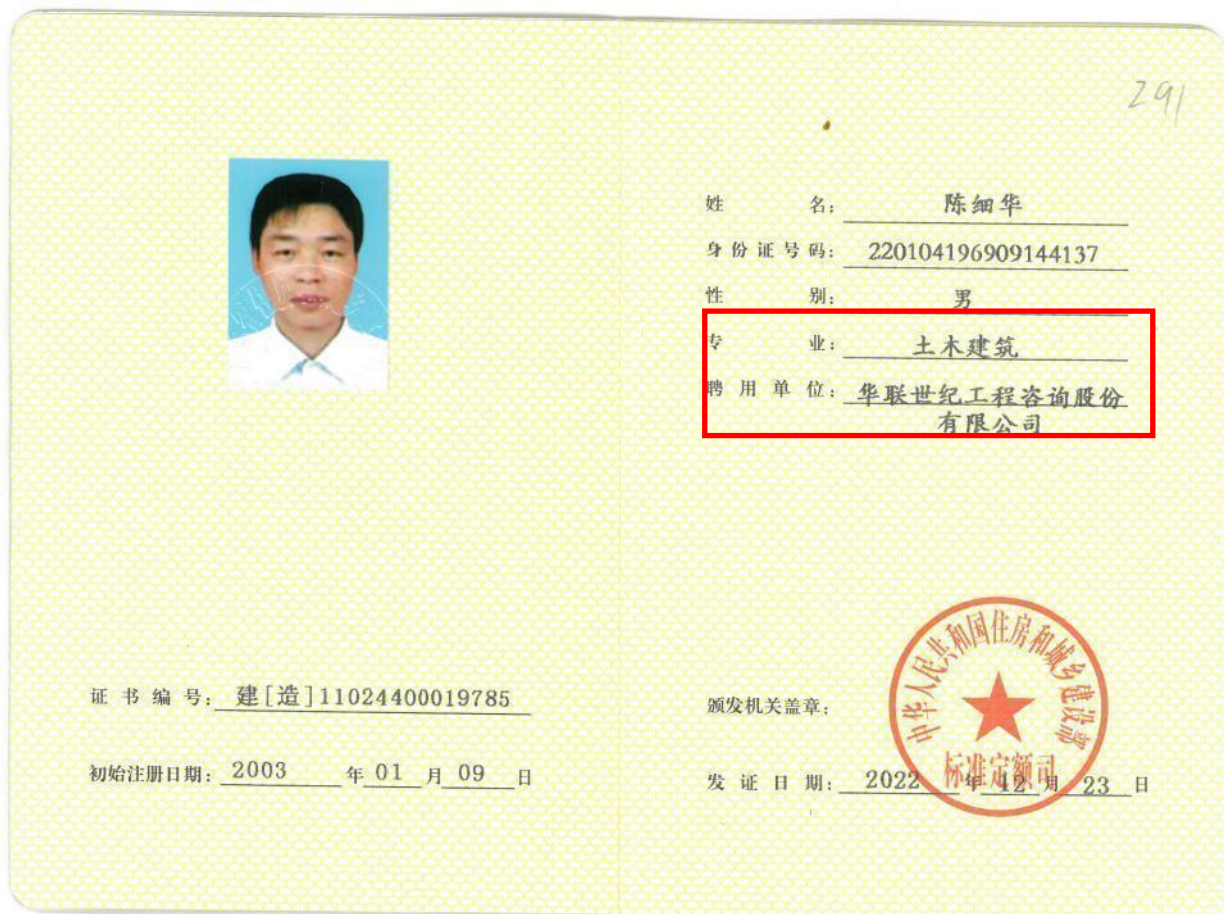 291
姓 名: 陈细华
身份证号码: 220104196909144137
性 别: 男
专 业: 土木建筑
聘用单位: 华联世纪工程咨询股份
有限公司
证书编号: 建[造]11024400019785
初始注册日期: 2003 年 01 月 09 日
颁发机关盖章:
中华人民共和国住房和城乡建设部
标准定额司
发证日期: 2022 年 12 月 23 日